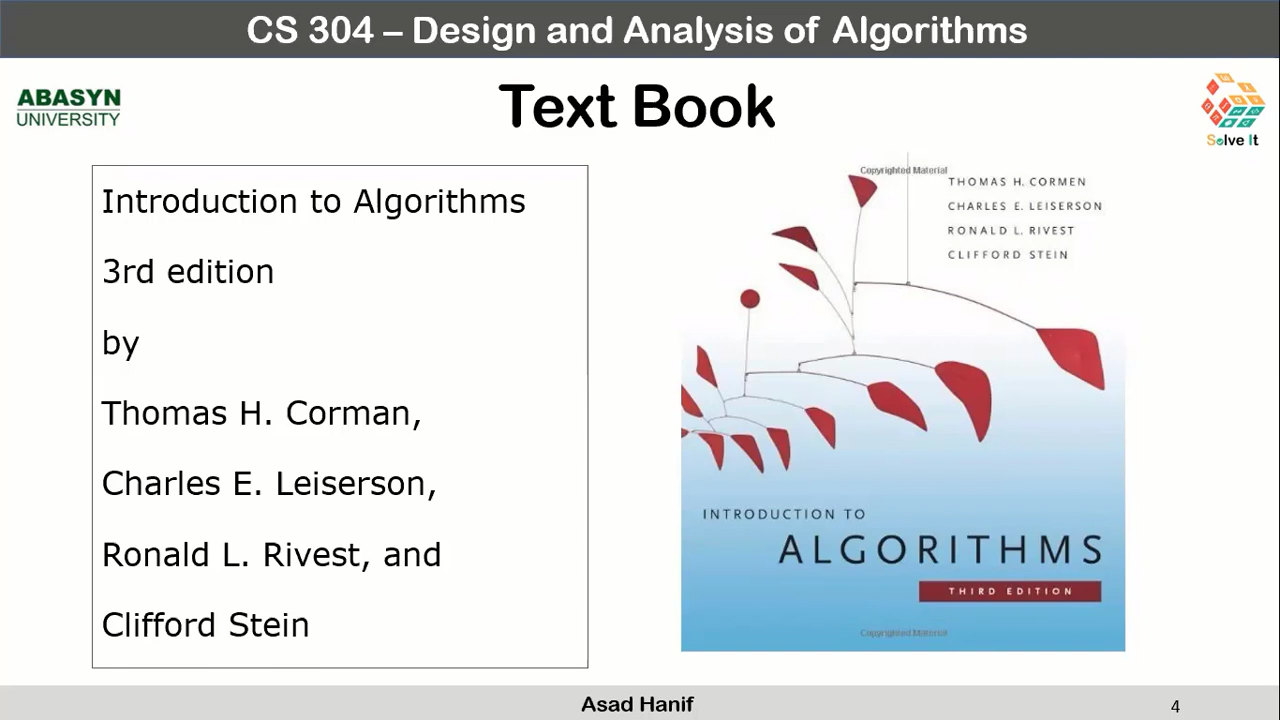 CS 304 – Design and Analysis of Algorithms
ABASYN
UNIVERSITY
Text Book
Solve It
Introduction to Algorithms
3rd edition
by
Thomas H. Corman,
Charles E. Leiserson,
Ronald L. Rivest, and
Clifford Stein
Copyrighted Material
THOMAS H. CORMEN
CHARLES E. LEISERSON
RONALD L. RIVEST
CLIFFORD STEIN
INTRODUCTION TO
ALGORITHMS
THIRD EDITION
Copyrighted Material
Asad Hanif
4